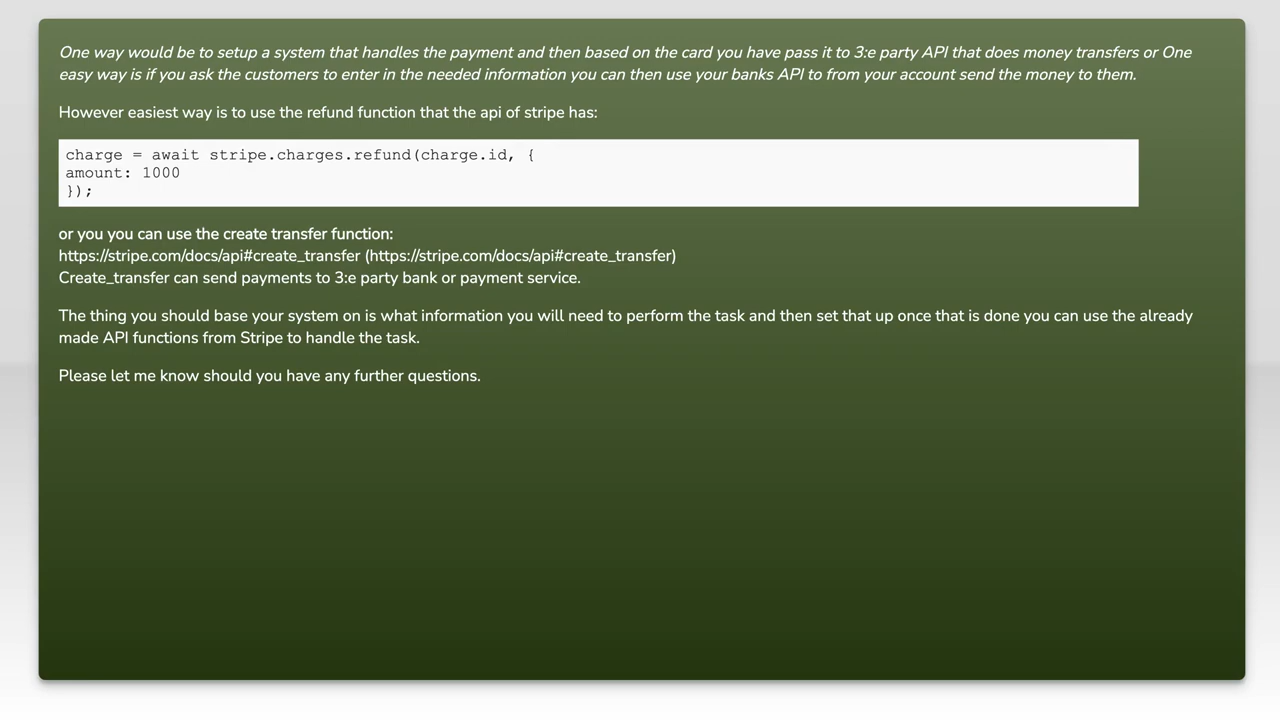 One way would be to setup a system that handles the payment and then based on the card you have pass it to 3:e party API that does money transfers or One
easy way is if you ask the customers to enter in the needed information you can then use your banks API to from your account send the money to them.
However easiest way is to use the refund function that the api of stripe has:
charge = await stripe.charges.refund(charge.id, {
amount: 1000
});
or you you can use the create transfer function:
https://stripe.com/docs/api#create_transfer (https://stripe.com/docs/api#create_transfer)
Create_transfer can send payments to 3:e party bank or payment service.
The thing you should base your system on is what information you will need to perform the task and then set that up once that is done you can use the already
made API functions from Stripe to handle the task.
Please let me know should you have any further questions.